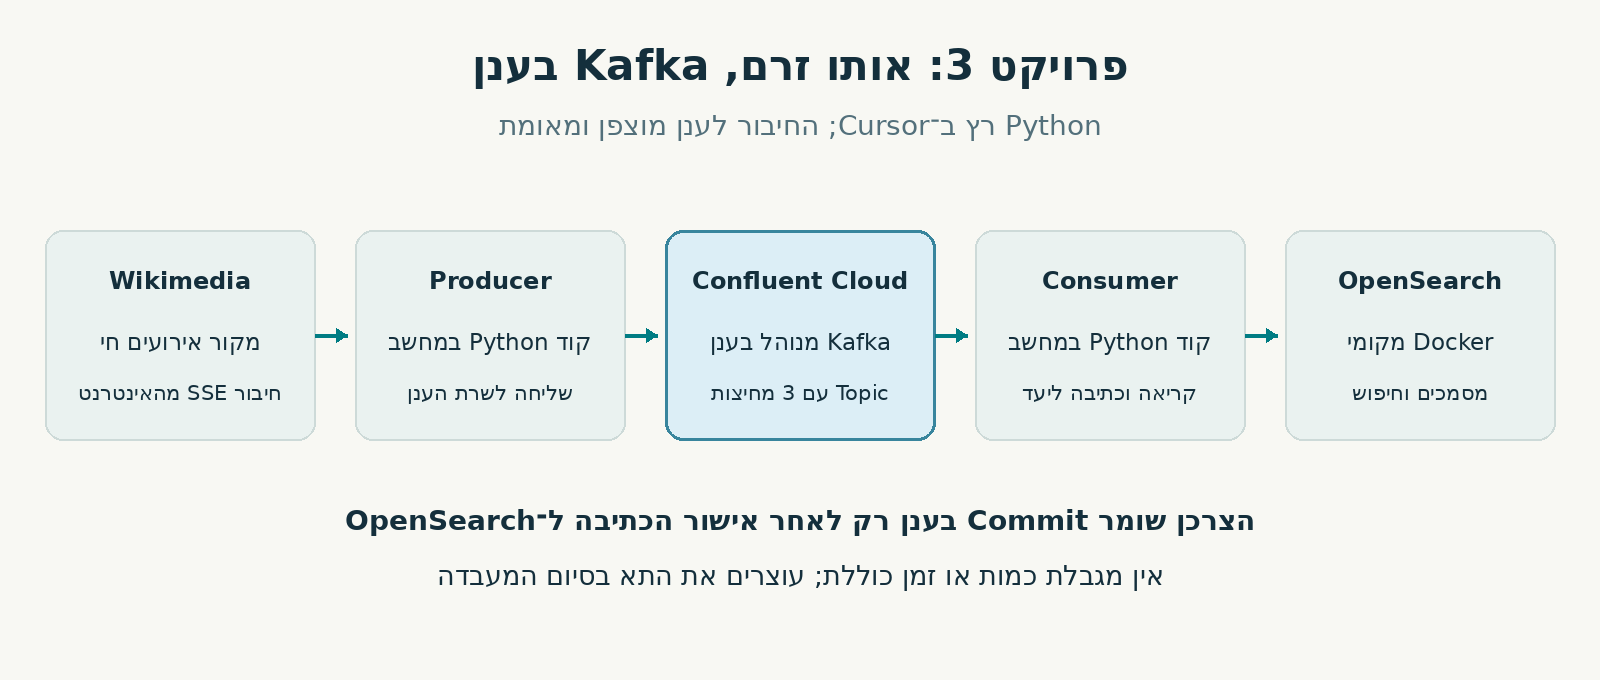 פרויקט 3: אותו זרם, Kafka בענן
Python רץ ב־Cursor; החיבור לענן מוצפן ומאומת
Wikimedia
מקור אירועים חי
חיבור SSE מהאינטרנט
Producer
קוד Python במחשב
שליחה לשרת הענן
Confluent Cloud
Kafka מנוהל בענן
Topic עם 3 מחיצות
Consumer
קוד Python במחשב
קריאה וכתיבה ליעד
OpenSearch
Docker מקומי
מסמכים וחיפוש
הצרכן שומר Commit בענן רק לאחר אישור הכתיבה ל־OpenSearch
אין מגבלת כמות או זמן כוללת; עוצרים את התא בסיום המעבדה